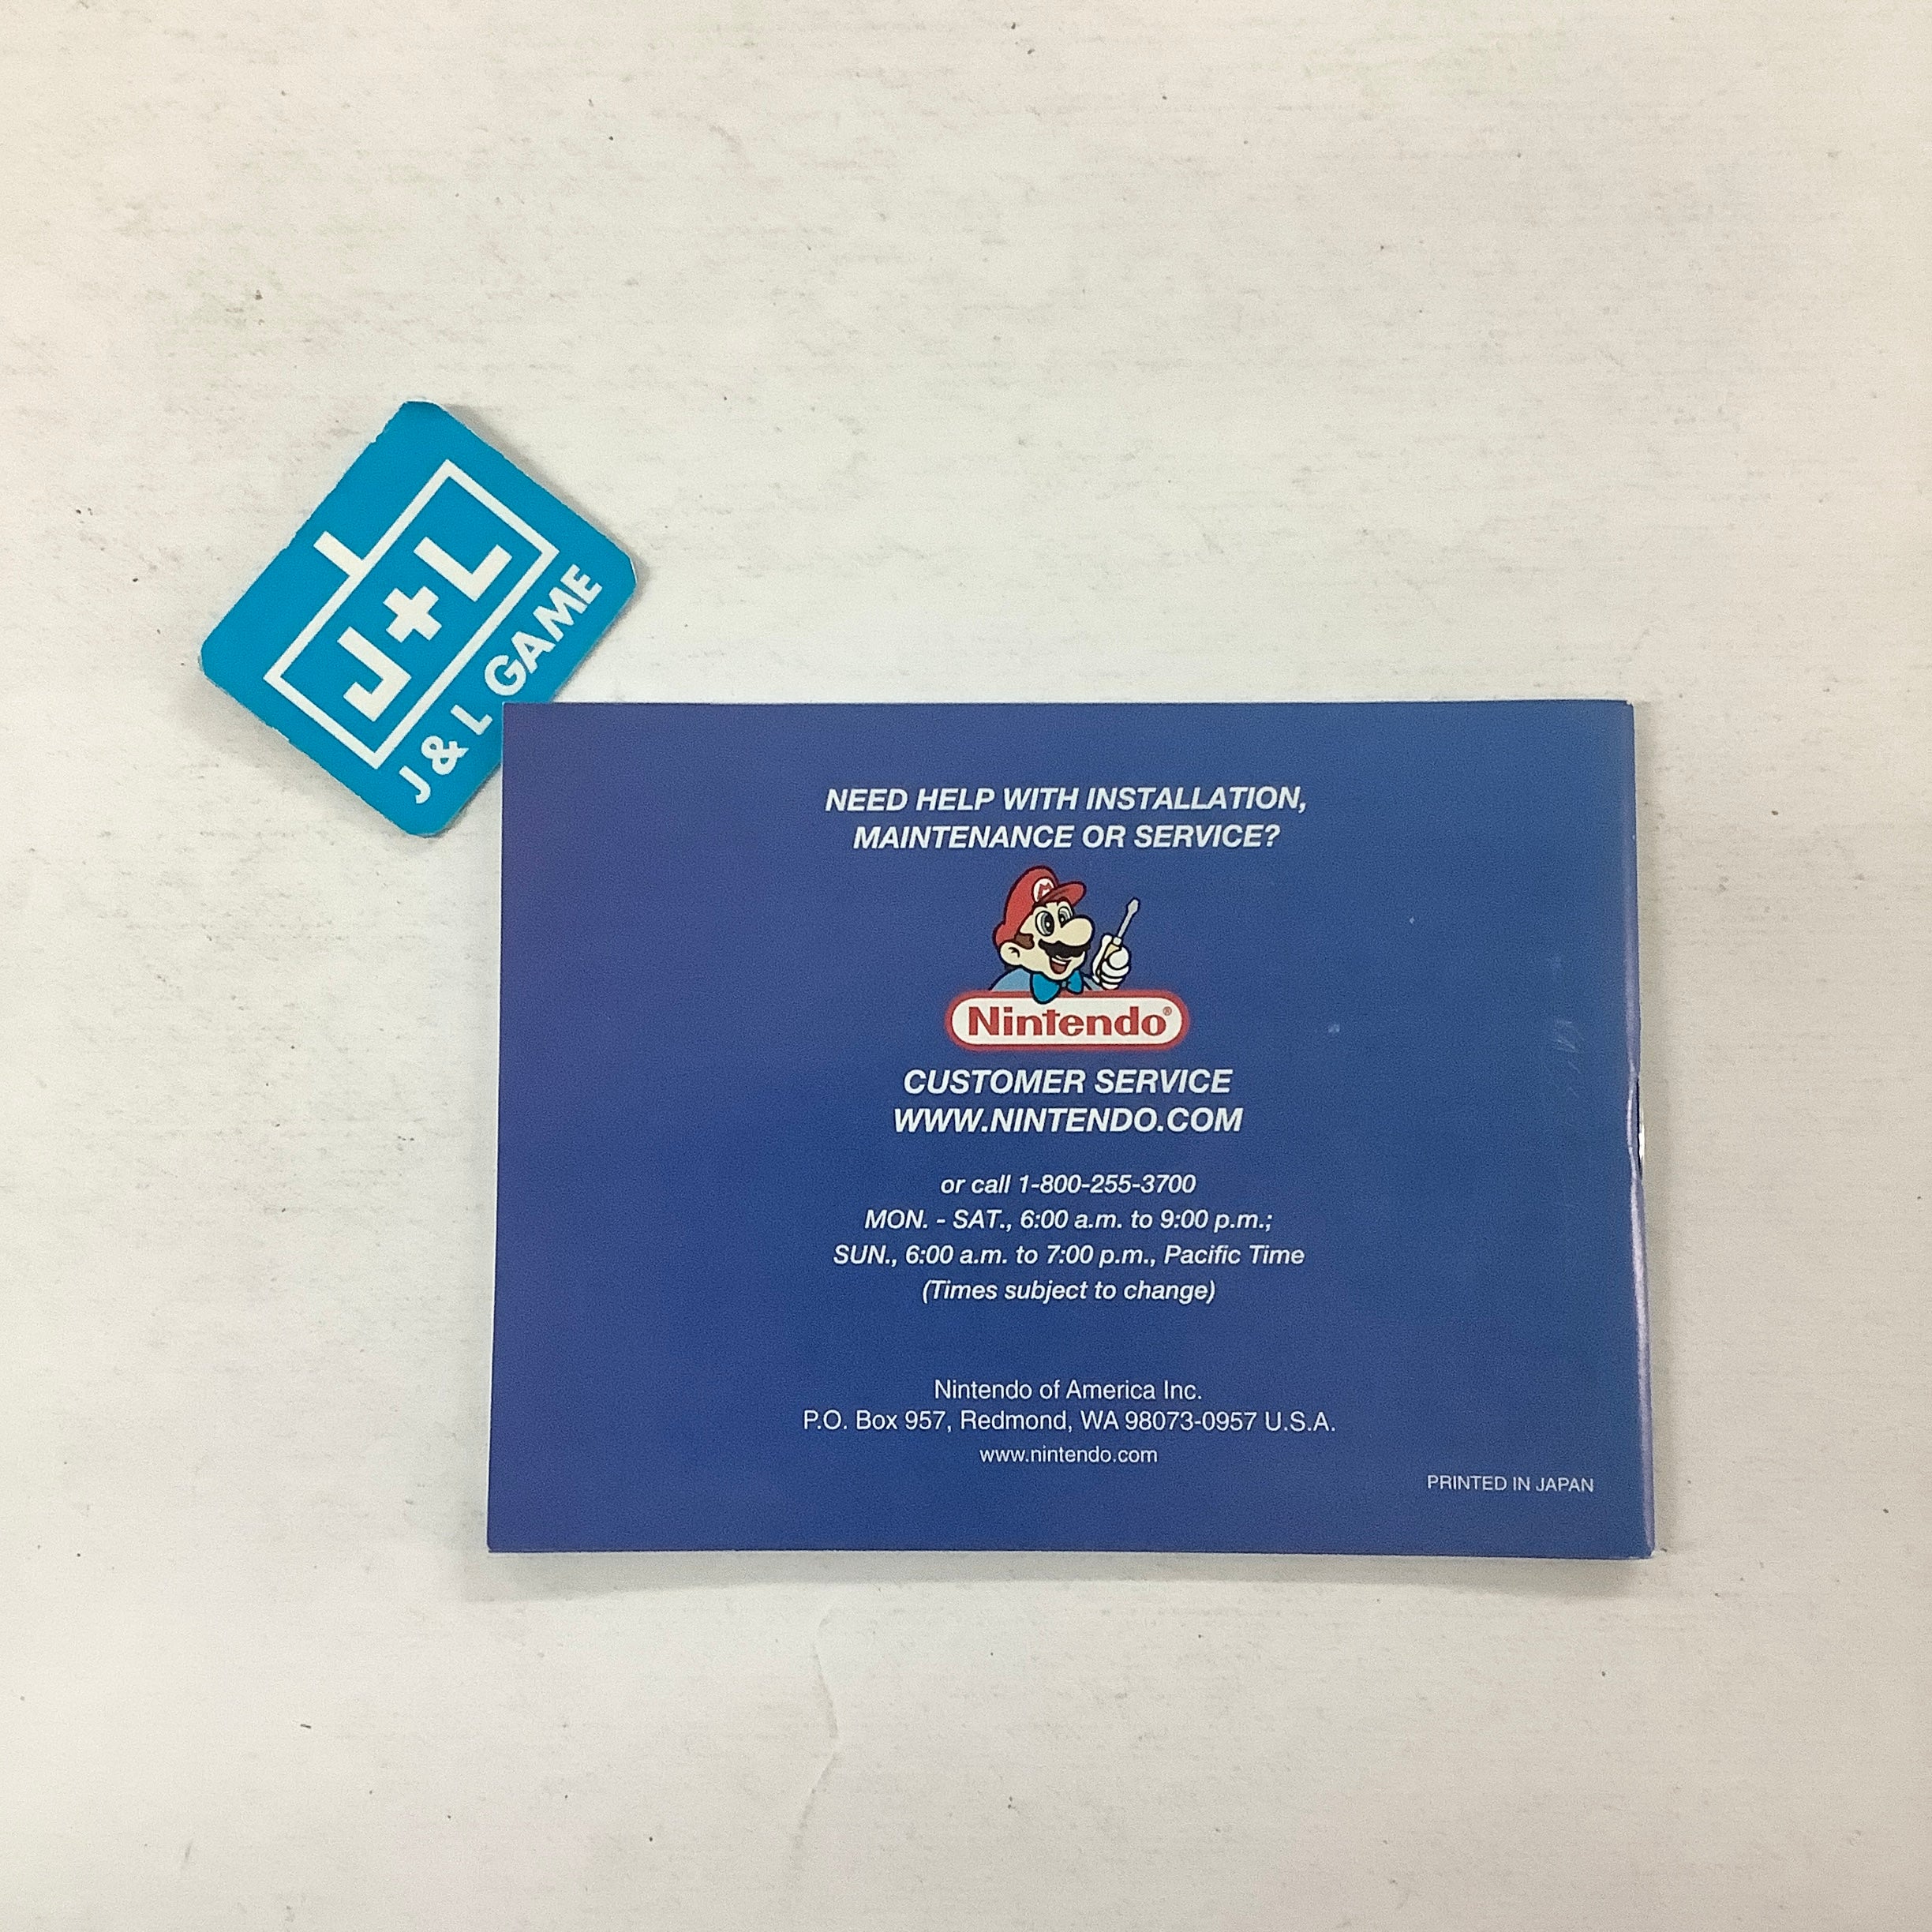 J+L
J & L GAME
NEED HELP WITH INSTALLATION,
MAINTENANCE OR SERVICE?
M
Nintendo®
CUSTOMER SERVICE
WWW.NINTENDO.COM
or call 1-800-255-3700
MON. - SAT., 6:00 a.m. to 9:00 p.m.;
SUN., 6:00 a.m. to 7:00 p.m., Pacific Time
(Times subject to change)
Nintendo of America Inc.
P.O. Box 957, Redmond, WA 98073-0957 U.S.A.
www.nintendo.com
PRINTED IN JAPAN